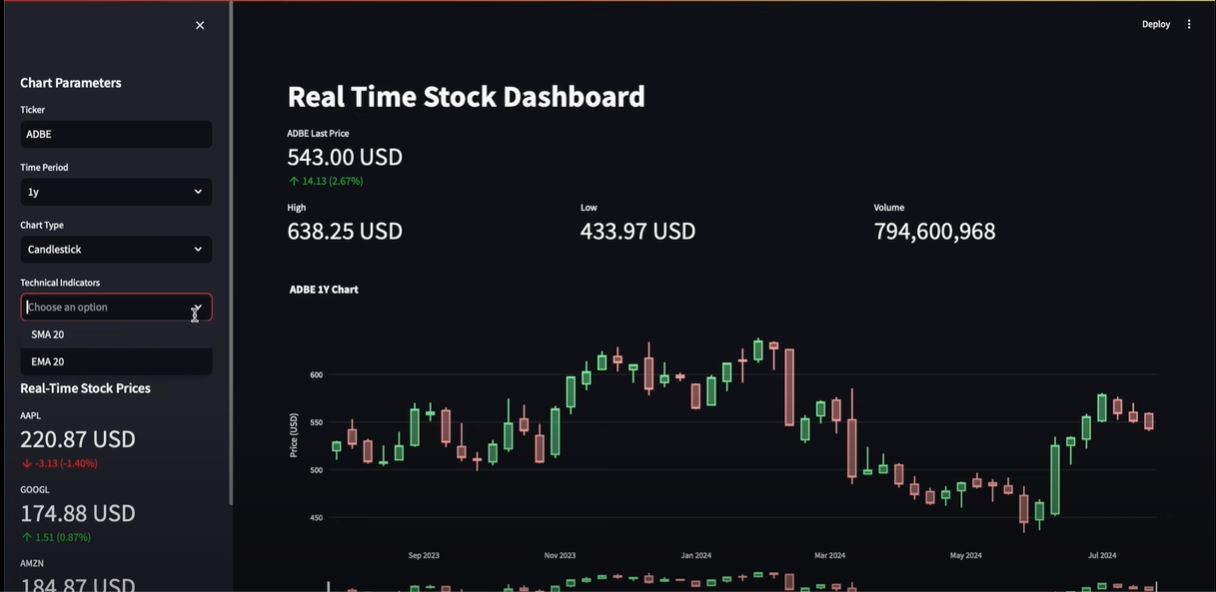 Deploy
Chart Parameters
Ticker
ADBE
Time Period
1y
Chart Type
Candlestick
Technical Indicators
Choose an option
SMA 20
EMA 20
Real-Time Stock Prices
AAPL
220.87 USD
-3.13 (-1.40%)
GOOGL
174.88 USD
1.51 (0.87%)
AMZN
184.87 USD
Real Time Stock Dashboard
ADBE Last Price
543.00 USD
14.13 (2.67%)
High
638.25 USD
Low
433.97 USD
Volume
794,600,968
ADBE 1Y Chart
Price (USD)
600
550
500
450
Sep 2023
Nov 2023
Jan 2024
Mar 2024
May 2024
Jul 2024